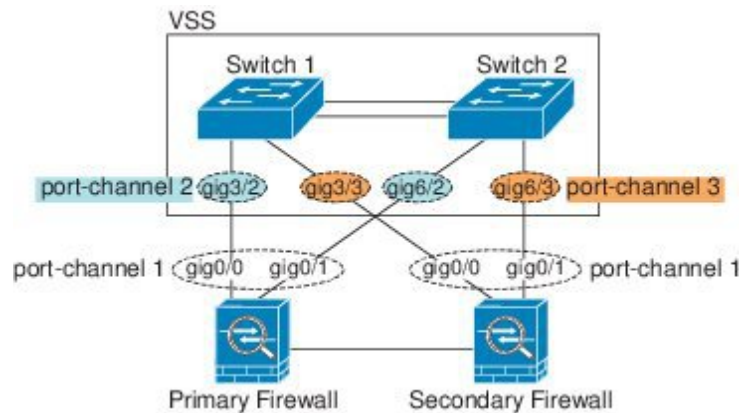 VSS
Switch 1
Switch 2
port-channel 2
gig3/2
gig3/3
gig6/2
gig6/3
port-channel 3
port-channel 1
gig0/0
gig0/1
gig0/0
gig0/1
port-channel 1
Primary Firewall
Secondary Firewall